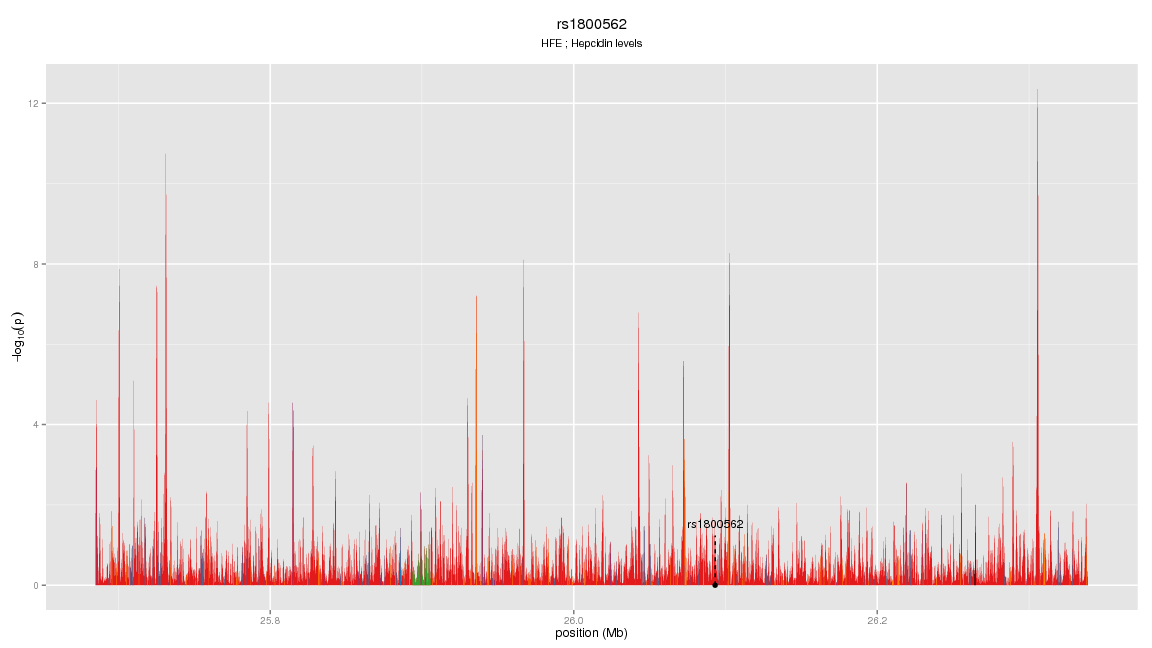 rs1800562
HFE ; Hepcidin levels
12
8
4
0
−log10(p)
rs1800562
25.8
26.0
26.2
position (Mb)